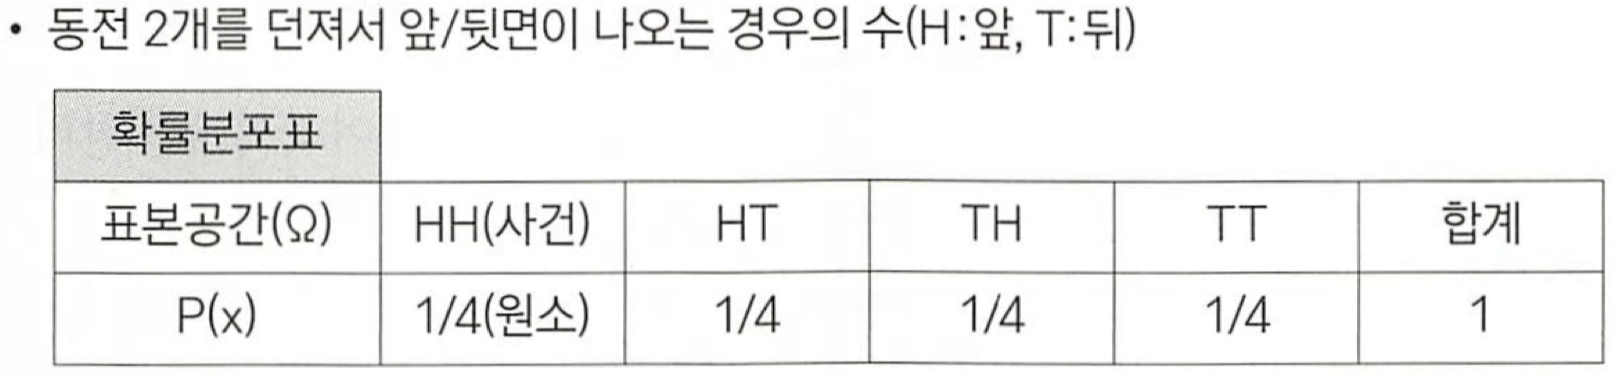 • 동전 2개를 던져서 앞/뒷면이 나오는 경우의 수(H:앞, T:뒤)
확률분포표
표본공간(Ω) HH(사건) HT TH TT 합계
P(x) 1/4(원소) 1/4 1/4 1/4 1